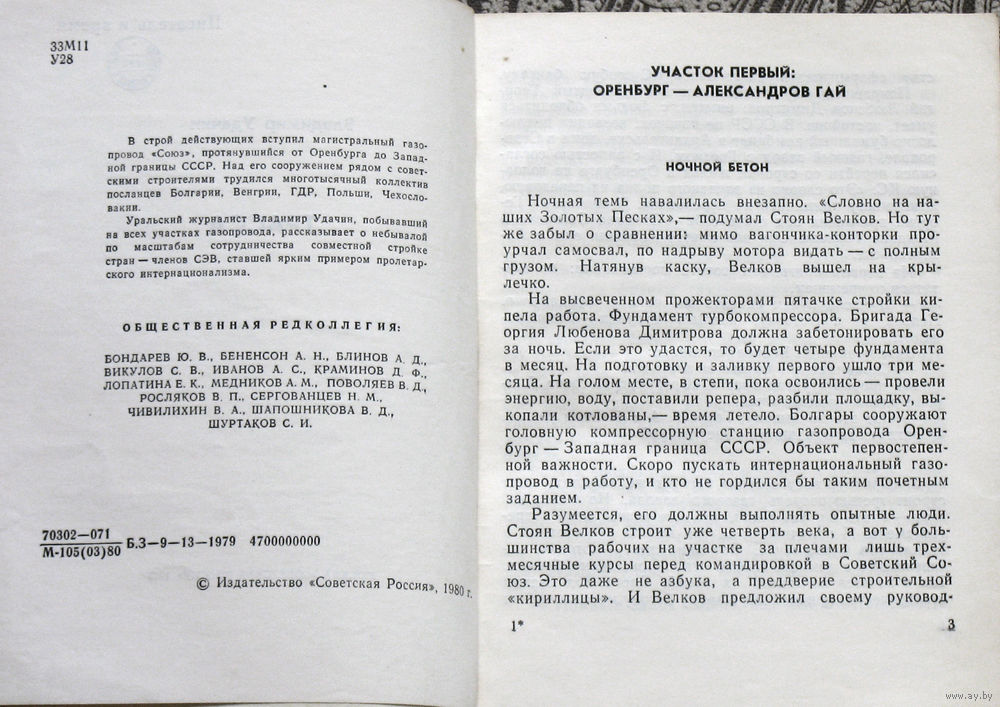 33М11
У28
В строй действующих вступил магистральный газо-
провод «Союз», протянувшийся от Оренбурга до Запад-
ной границы СССР. Над его сооружением рядом с совет-
скими строителями трудился многотысячный коллектив
посланцев Болгарии, Венгрии, ГДР, Польши, Чехосло-
вакии.
Уральский журналист Владимир Удачин, побывавший
на всех участках газопровода, рассказывает о небывалой
по масштабам сотрудничества совместной стройке
стран — членов СЭВ, ставшей ярким примером пролетар-
ского интернационализма.
ОБЩЕСТВЕННАЯ РЕДКОЛЛЕГИЯ:
БОНДАРЕВ Ю. В., БЕНЕНСОН А. Н., БЛИНОВ А. Д.,
ВИКУЛОВ С. В., ИВАНОВ А. С., КРАМИНОВ Д. Ф.,
ЛОПАТИНА Е. К., МЕДНИКОВ А. М., ПОВОЛЯЕВ В. Д.,
РОСЛЯКОВ В. П., СЕРГОВАНЦЕВ Н. М.,
ЧИВИЛИХИН В. А., ШАПОШНИКОВА В. Д.,
ШУРТАКОВ С. И.
70302—071
М-105(03)80 Б.З—9—13—1979 4700000000
© Издательство «Советская Россия», 1980 г.
УЧАСТОК ПЕРВЫЙ:
ОРЕНБУРГ — АЛЕКСАНДРОВ ГАЙ
НОЧНОЙ БЕТОН
Ночная темь навалилась внезапно. «Словно на на-
ших Золотых Песках»,— подумал Стоян Велков. Но тут
же забыл о сравнении: мимо вагончика-конторки про-
урчал самосвал, по надрыву мотора видать — с полным
грузом. Натянув каску, Велков вышел на кры-
лечко.
На высвеченном прожекторами пятачке стройки ки-
пела работа. Фундамент турбокомпрессора. Бригада Ге-
оргия Любенова Димитрова должна забетонировать его
за ночь. Если это удастся, то будет четыре фундамента
в месяц. На подготовку и заливку первого ушло три ме-
сяца. На голом месте, в степи, пока освоились — провели
энергию, воду, поставили репера, разбили площадку, вы-
копали котлованы,— время летело. Болгары сооружают
головную компрессорную станцию газопровода Орен-
бург — Западная граница СССР. Объект первостепен-
ной важности. Скоро пускать интернациональный газо-
провод в работу, и кто не гордился бы таким почетным
заданием.
Разумеется, его должны выполнять опытные люди.
Стоян Велков строит уже четверть века, а вот у боль-
шинства рабочих на участке за плечами лишь трех-
месячные курсы перед командировкой в Советский Со-
юз. Это даже не азбука, а преддверие строительной
«кириллицы». И Велков предложил своему руковод-
1*
3
www.ay.by